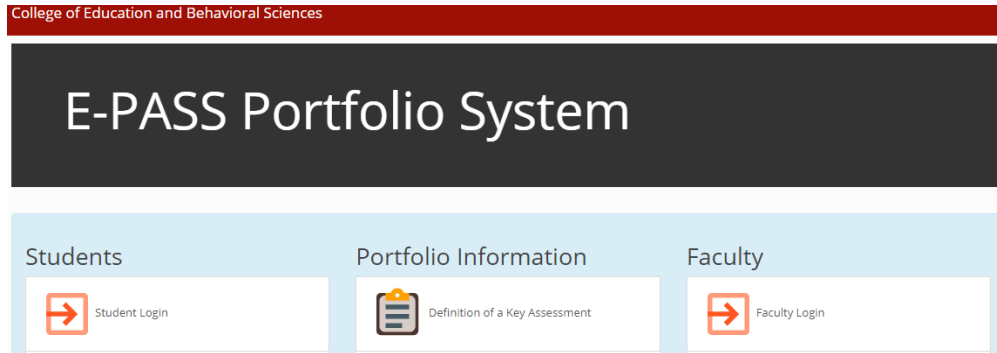 College of Education and Behavioral Sciences
E-PASS Portfolio System
Students
Student Login
Portfolio Information
Definition of a Key Assessment
Faculty
Faculty Login